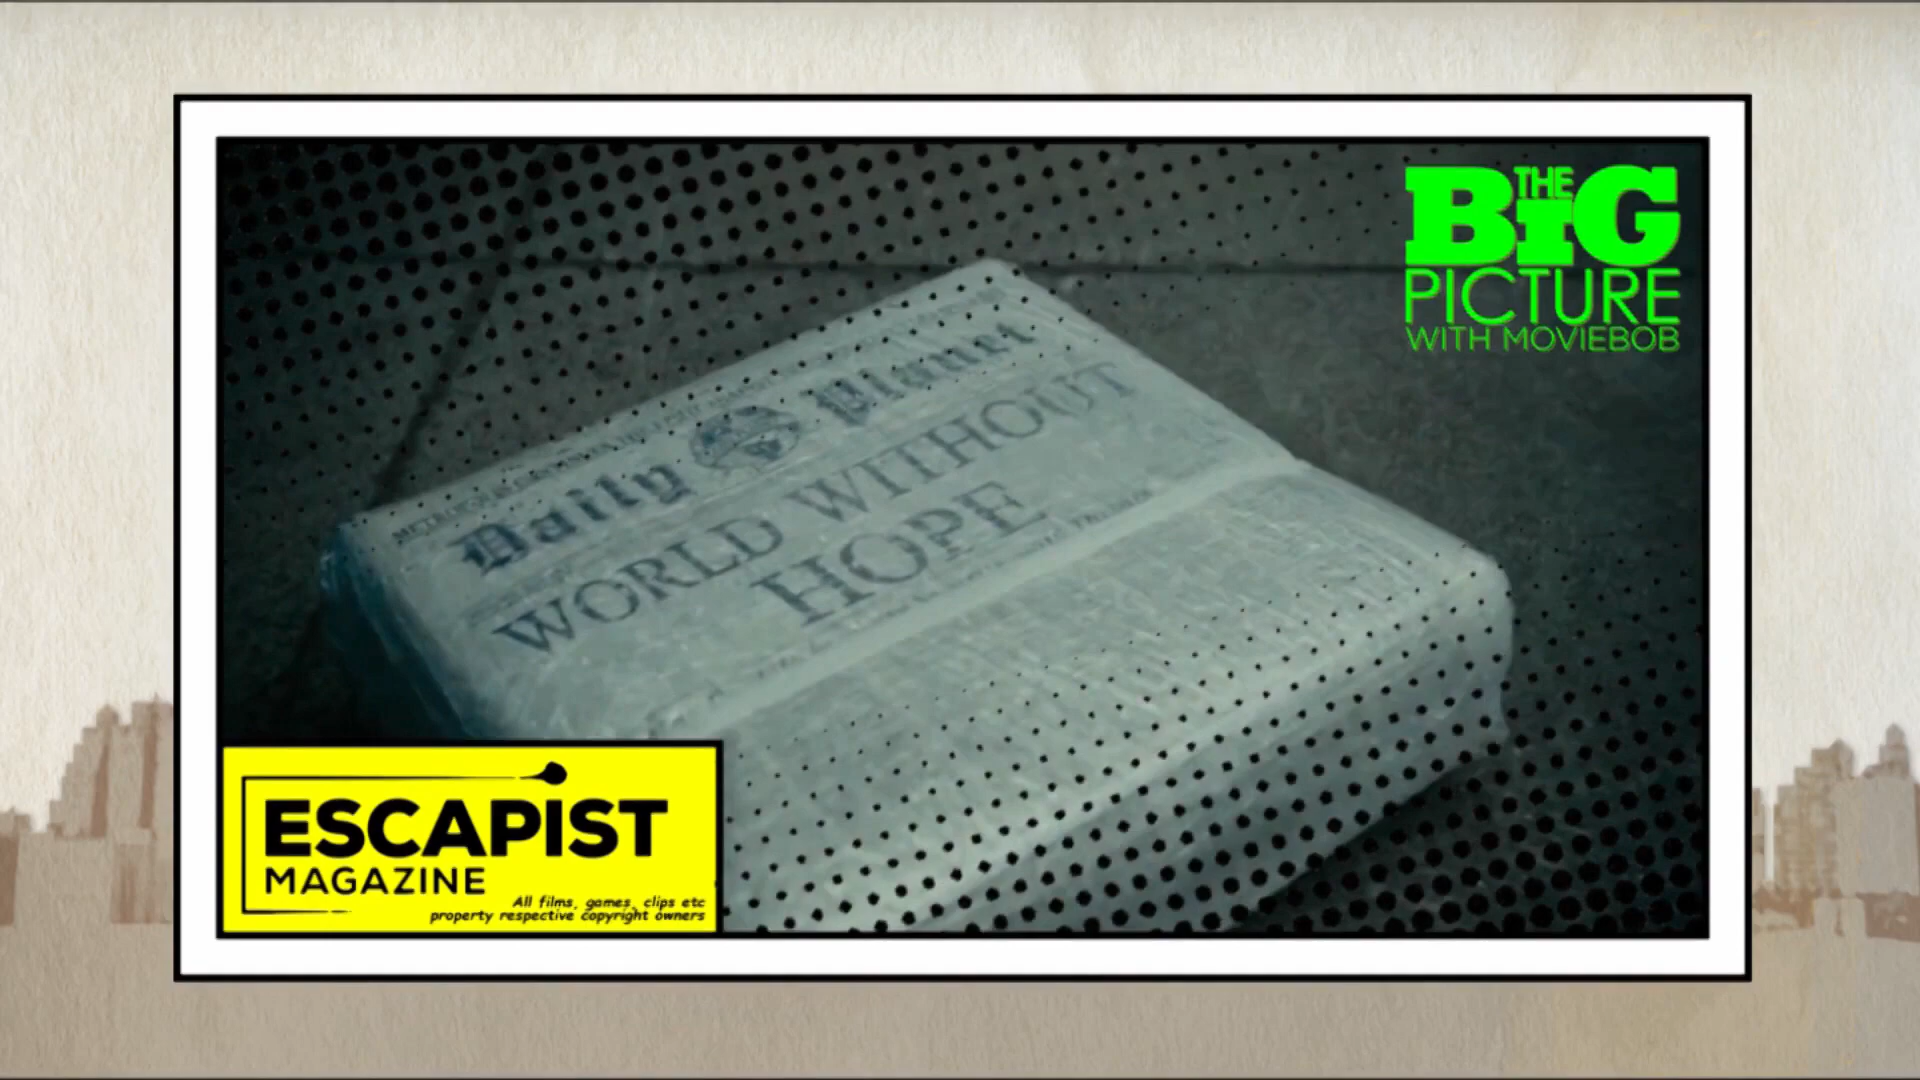 THE
BiG
PICTURE
WITH MOVIEBOB
Daily Planet
WORLD WITHOUT
HOPE
ESCAPIST
MAGAZINE
All films, games, clips etc
property respective copyright owners